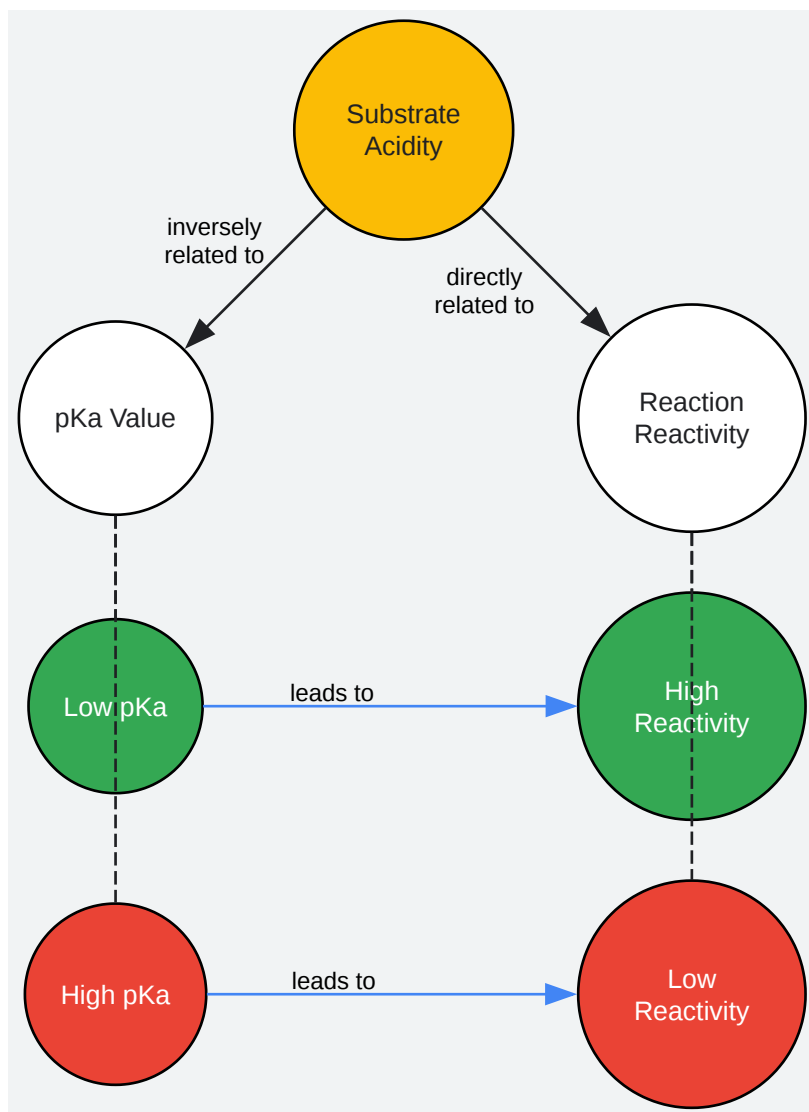 Substrate
Acidity
inversely
related to
directly
related to
pKa Value
Reaction
Reactivity
Low pKa
leads to
High
Reactivity
High pKa
leads to
Low
Reactivity